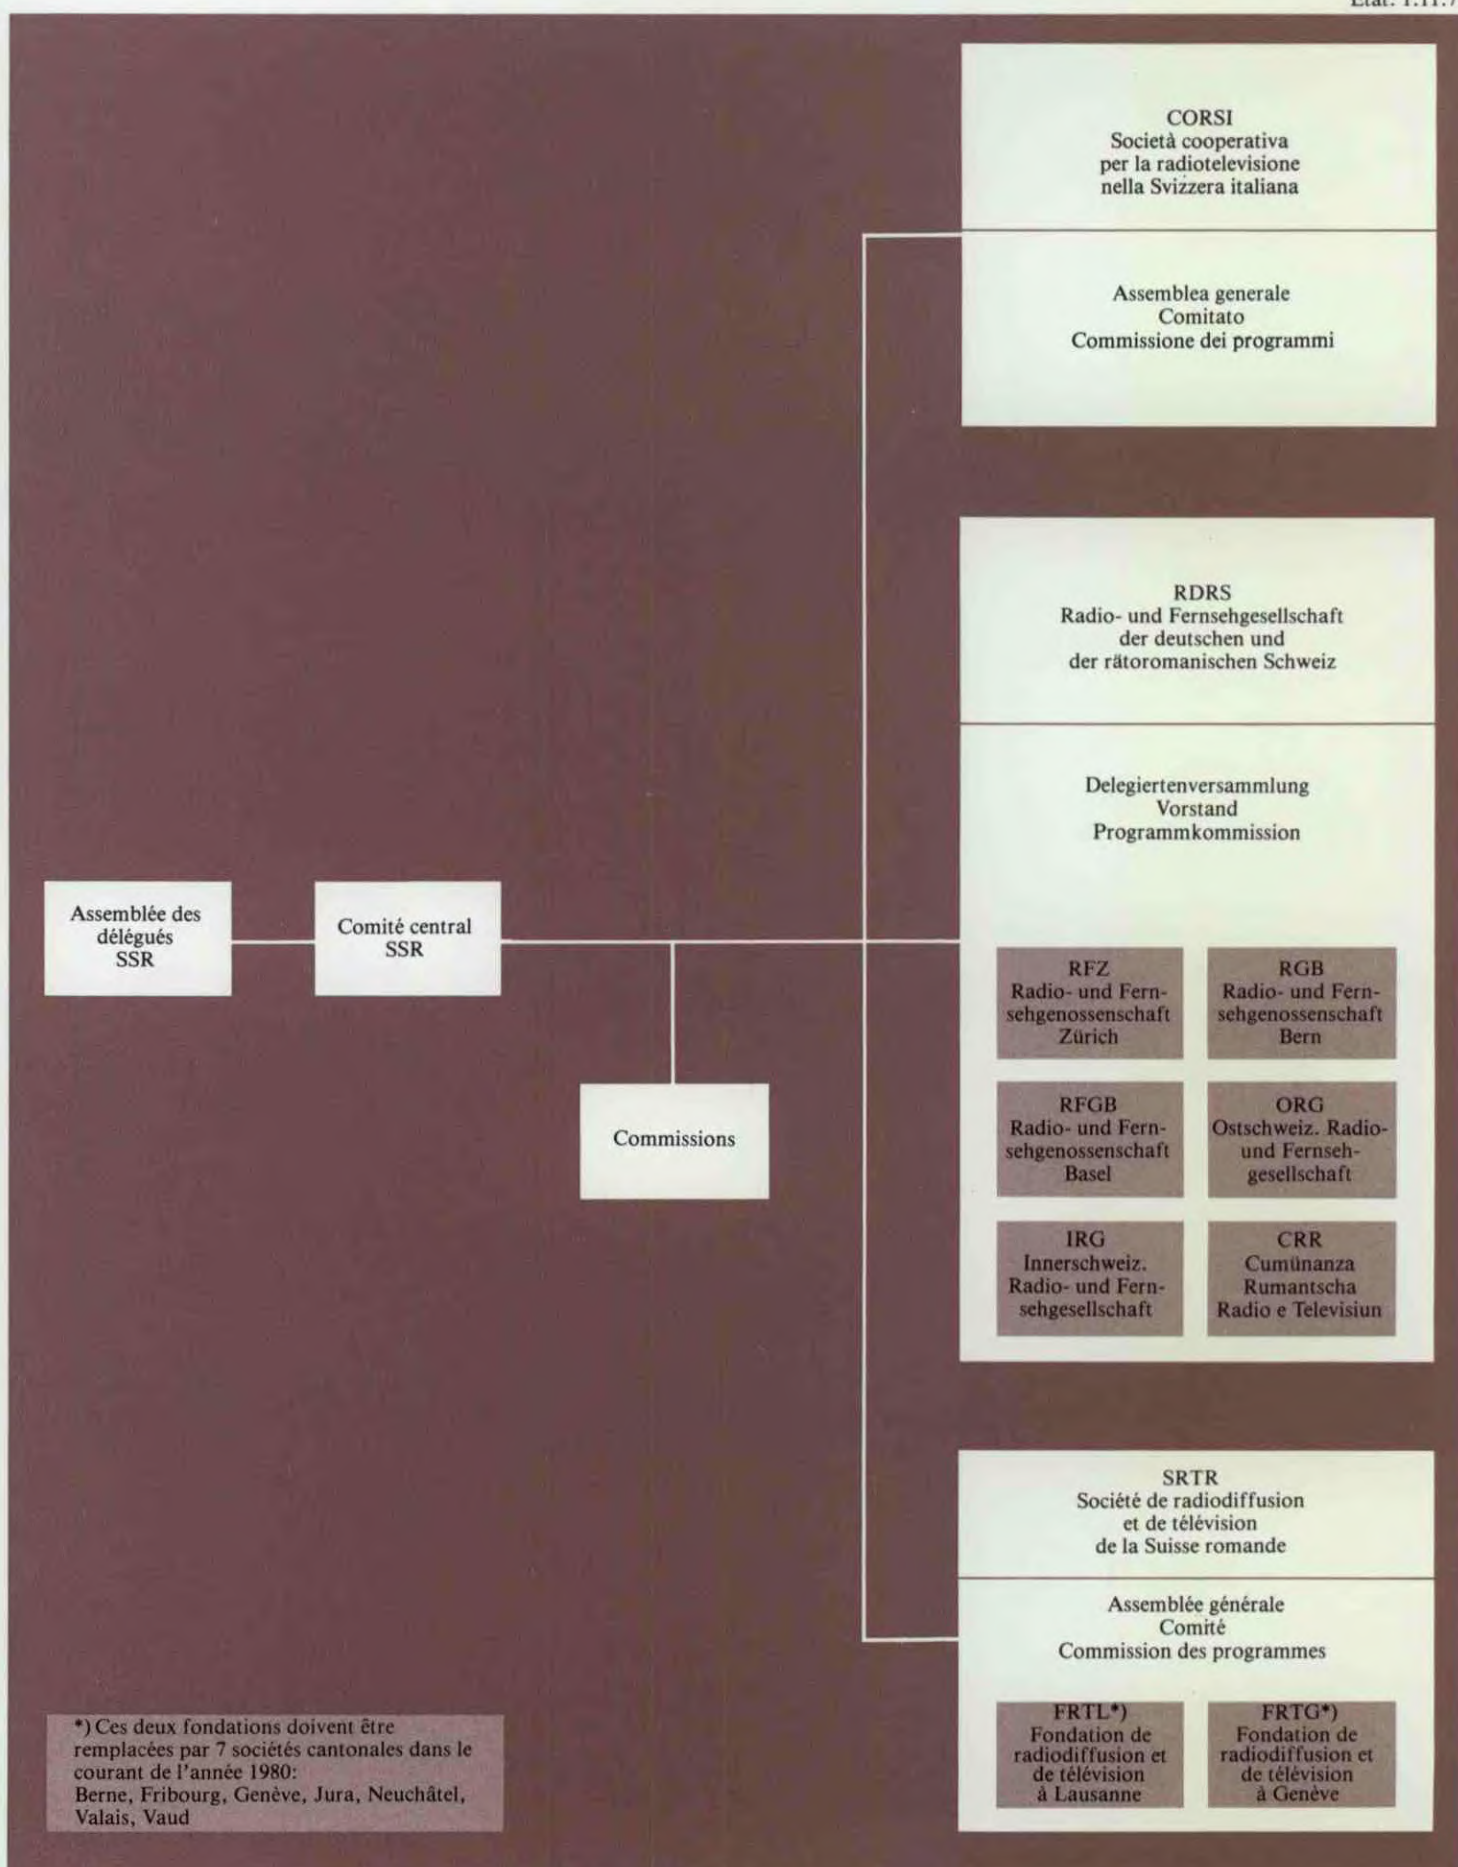 CORSI
Società cooperativa
per la radiotelevisione
nella Svizzera italiana
Assemblea generale
Comitato
Commissione dei programmi
RDRS
Radio- und Fernsehgesellschaft
der deutschen und
der rätoromanischen Schweiz
Delegiertenversammlung
Vorstand
Programmkommission
Assemblée des
délégués
SSR
Comité central
SSR
Commissions
RFZ
Radio- und Fern-
sehgenossenschaft
Zürich
RGB
Radio- und Fern-
sehgenossenschaft
Bern
RFGB
Radio- und Fern-
sehgenossenschaft
Basel
ORG
Ostschweiz. Radio-
und Fernseh-
gesellschaft
IRG
Innerschweiz.
Radio- und Fern-
sehgesellschaft
CRR
Cumünanza
Rumantscha
Radio e Televisiun
SRTR
Société de radiodiffusion
et de télévision
de la Suisse romande
Assemblée générale
Comité
Commission des programmes
FRTL*)
Fondation de
radiodiffusion et
de télévision
à Lausanne
FRTG*)
Fondation de
radiodiffusion et
de télévision
à Genève
*) Ces deux fondations doivent être
remplacées par 7 sociétés cantonales dans le
courant de l'année 1980:
Berne, Fribourg, Genève, Jura, Neuchâtel,
Valais, Vaud